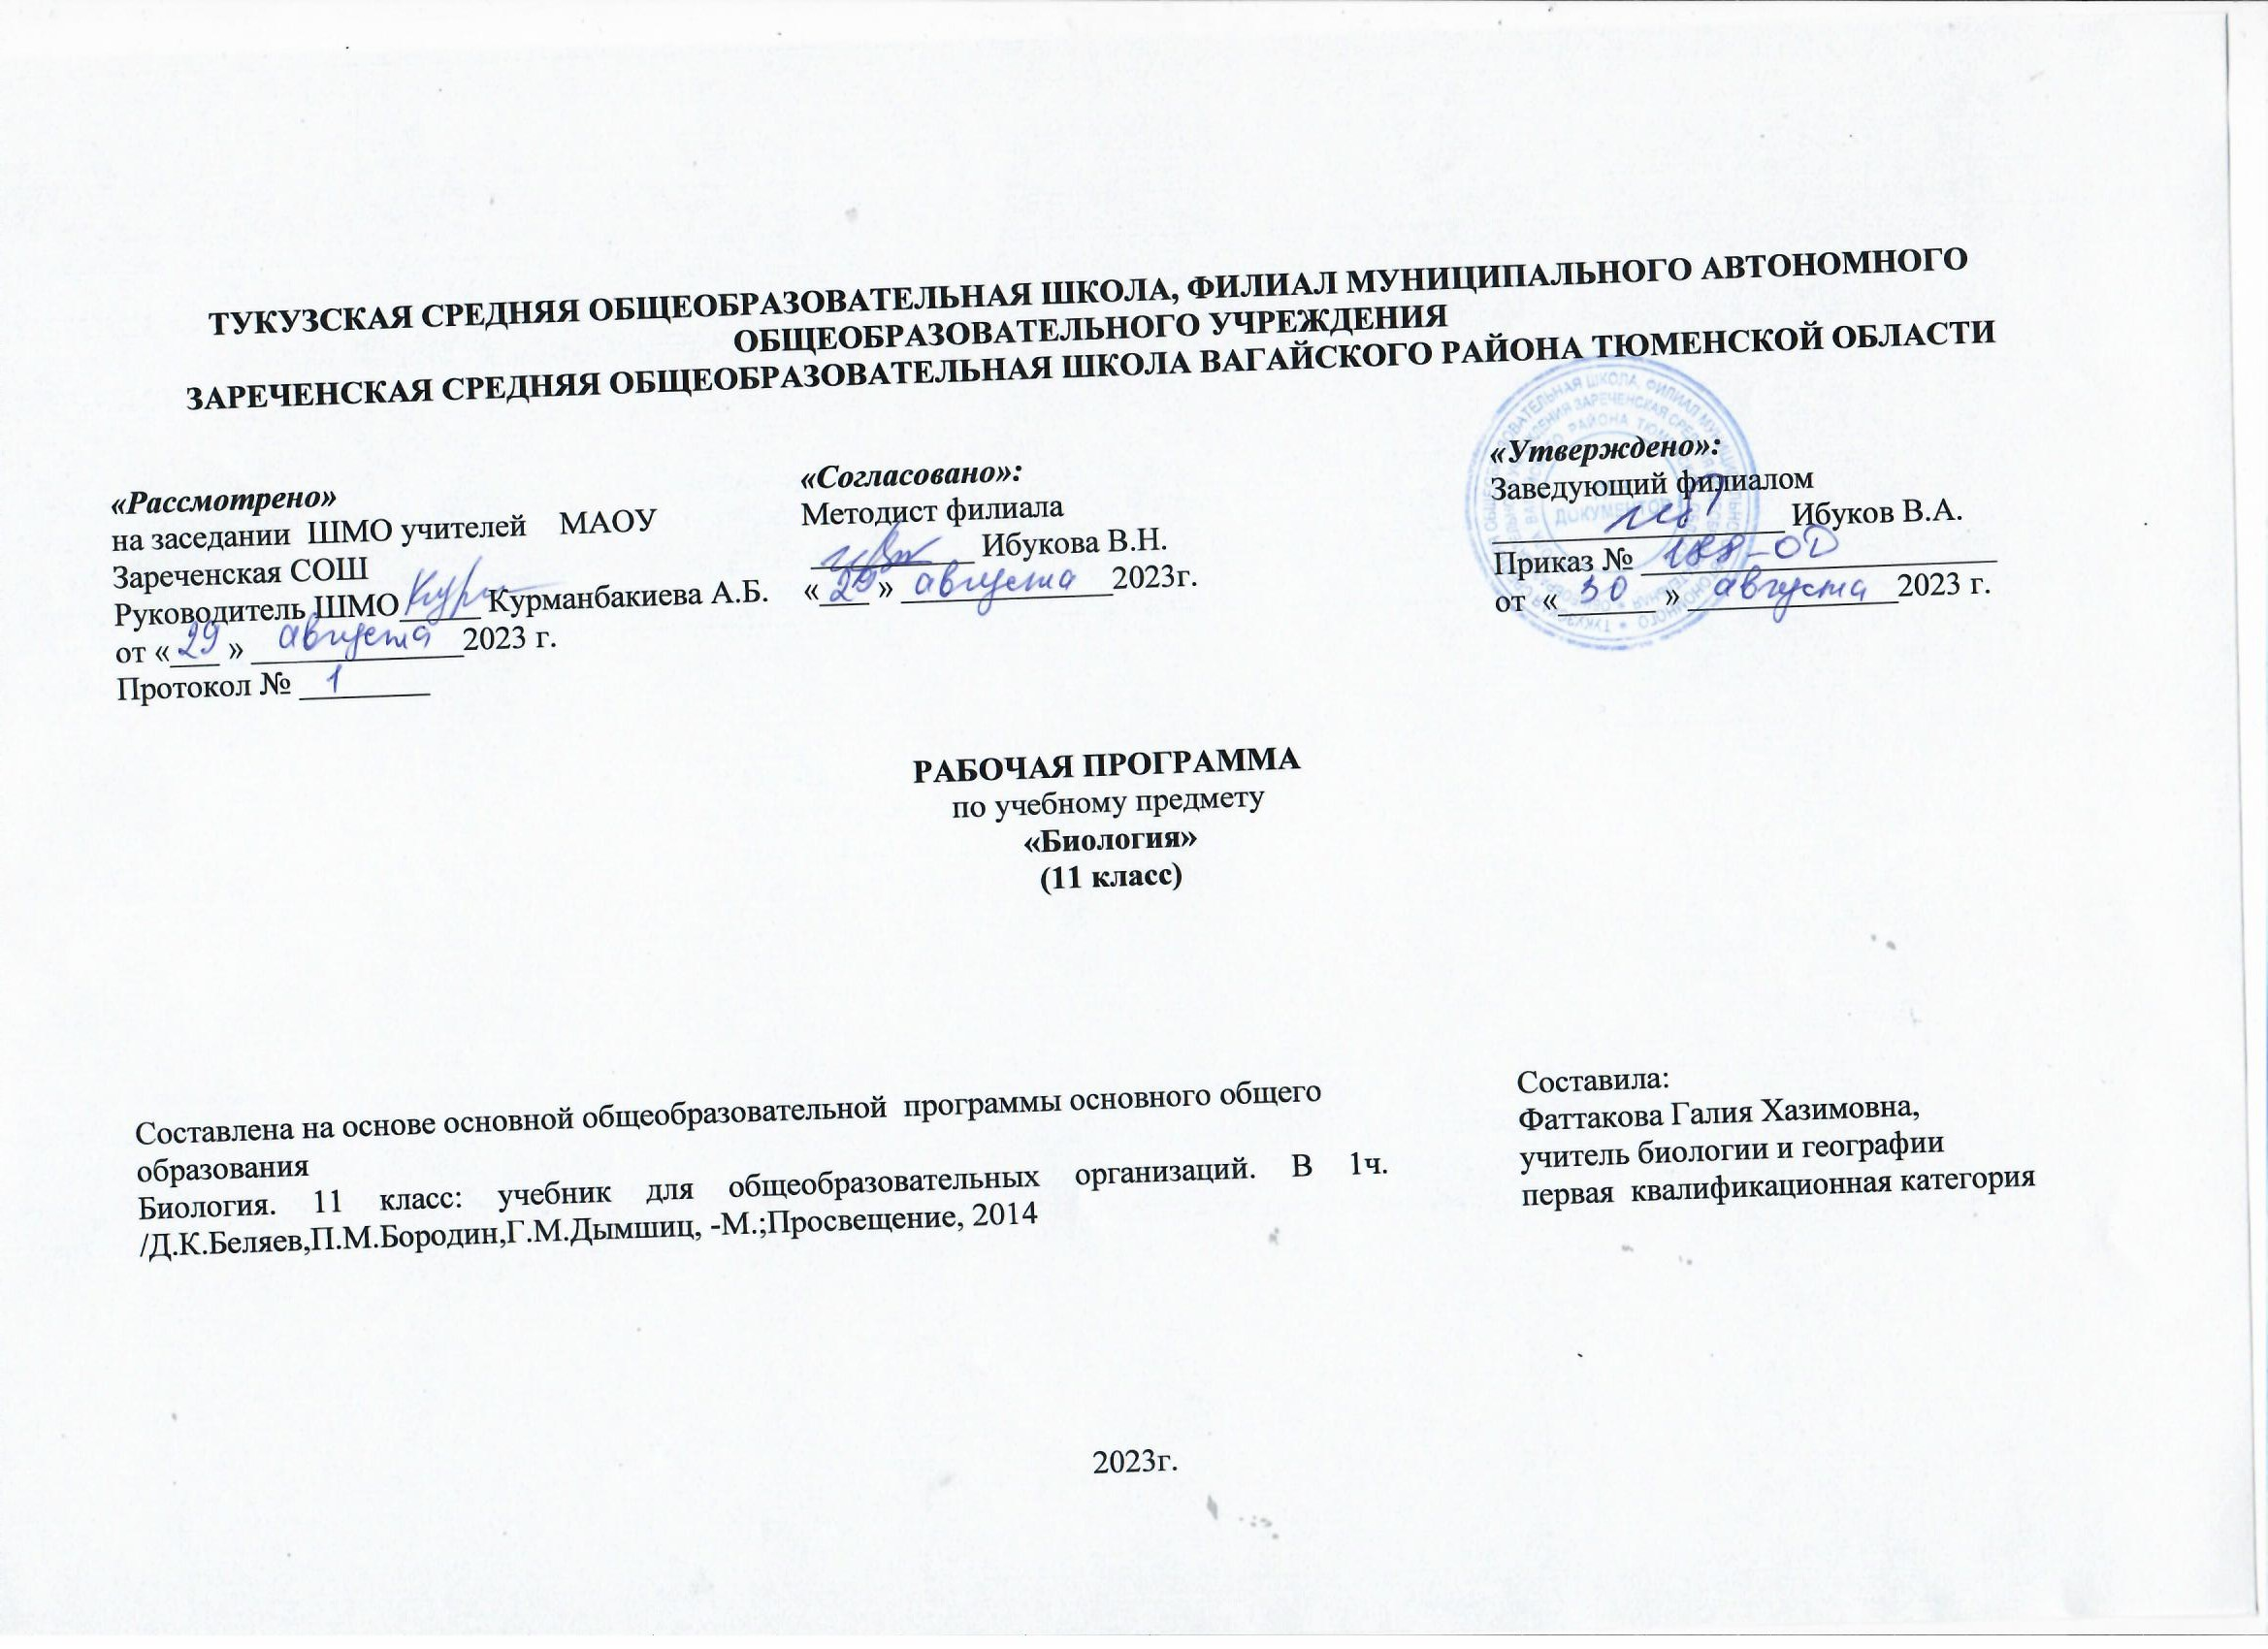 ТУКУЗСКАЯ СРЕДНЯЯ ОБЩЕОБРАЗОВАТЕЛЬНАЯ ШКОЛА, ФИЛИАЛ МУНИЦИПАЛЬНОГО АВТОНОМНОГО
ОБЩЕОБРАЗОВАТЕЛЬНОГО УЧРЕЖДЕНИЯ
ЗАРЕЧЕНСКАЯ СРЕДНЯЯ ОБЩЕОБРАЗОВАТЕЛЬНАЯ ШКОЛА ВАГАЙСКОГО РАЙОНА ТЮМЕНСКОЙ ОБЛАСТИ
«Рассмотрено»
на заседании ШМО учителей МАОУ
Зареченская СОШ
Руководитель ШМО_____Курманбакиева А.Б.
от «29» августа 2023 г.
Протокол № 1
«Согласовано»:
Методист филиала
__________ Ибукова В.Н.
«29» августа 2023г.
«Утверждено»:
Заведующий филиалом
__________________ Ибуков В.А.
Приказ № 188-ОД
от «30» августа 2023 г.
ДОКУМЕНТОВ
РАБОЧАЯ ПРОГРАММА
по учебному предмету
«Биология»
(11 класс)
Составлена на основе основной общеобразовательной программы основного общего
образования
Биология. 11 класс: учебник для общеобразовательных организаций. В 1ч.
/Д.К.Беляев,П.М.Бородин,Г.М.Дымшиц, -М.;Просвещение, 2014
Составила:
Фаттакова Галия Хазимовна,
учитель биологии и географии
первая квалификационная категория
2023г.